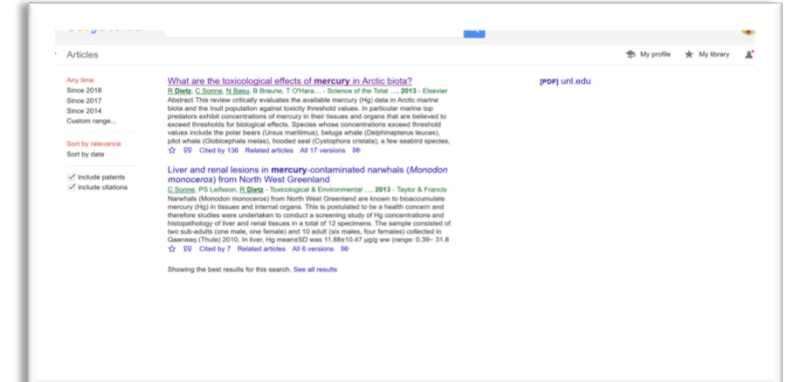 Articles
My profile
My library
Any time
Since 2018
Since 2017
Since 2014
Custom range...
Sort by relevance
Sort by date
include patents
include citations
What are the toxicological effects of mercury in Arctic biota?
R Dietz, C Sonne, N Basu, B Braune, T O'Hara… - Science of the Total …, 2013 - Elsevier
Abstract This review critically evaluates the available mercury (Hg) data in Arctic marine
biota and the Inuit population against toxicity threshold values. In particular marine top
predators exhibit concentrations of mercury in their tissues and organs that are believed to
exceed thresholds for biological effects. Species whose concentrations exceed threshold
values include the polar bears (Ursus maritimus), beluga whale (Delphinapterus leucas),
pilot whale (Globicephala melas), hooded seal (Cystophora cristata), a few seabird species,
Cited by 136 Related articles All 17 versions
[PDF] unl.edu
Liver and renal lesions in mercury-contaminated narwhals (Monodon
monoceros) from North West Greenland
C Sonne, PS Leifsson, R Dietz - Toxicological & Environmental …, 2013 - Taylor & Francis
Narwhals (Monodon monoceros) from North West Greenland are known to bioaccumulate
mercury (Hg) in tissues and internal organs. This is postulated to be a health concern and
therefore studies were undertaken to conduct a screening study of Hg concentrations and
histopathology of liver and renal tissues in a total of 12 specimens. The sample consisted of
two sub-adults (one male, one female) and 10 adult (six males, four females) collected in
Qaanaaq (Thule) 2010. In liver, Hg mean±SD was 11.88±10.47 μg/g ww (range: 0.39– 31.8
Cited by 7 Related articles All 6 versions
Showing the best results for this search. See all results